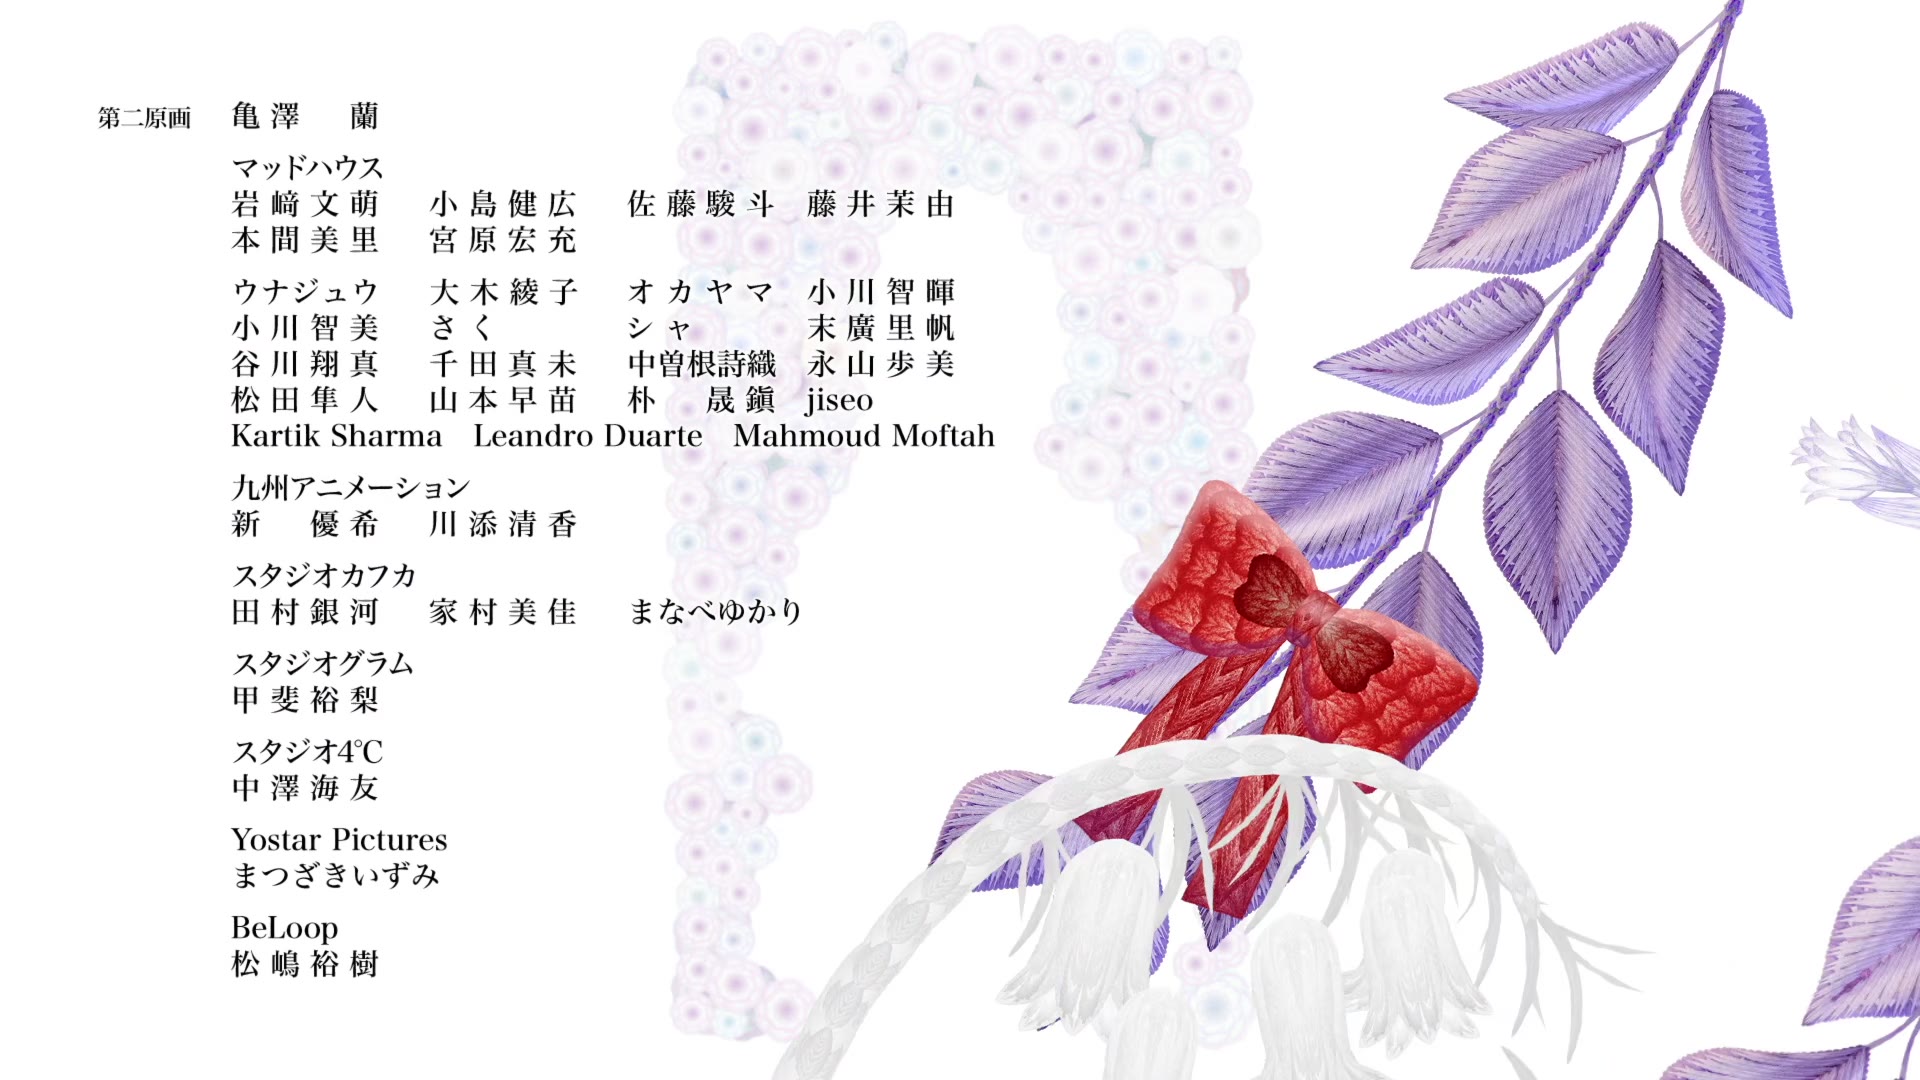 第二原画 亀澤 蘭
マッドハウス
岩﨑文萌 小島健広 佐藤駿斗 藤井茉由
本間美里 宮原宏充
ウナジュウ 大木綾子 オカヤマ 小川智暉
小川智美 さく シャ 末廣里帆
谷川翔真 千田真未 中曽根詩織 永山歩美
松田隼人 山本早苗 朴 晟鎭 jiseo
Kartik Sharma Leandro Duarte Mahmoud Moftah
九州アニメーション
新 優希 川添清香
スタジオカフカ
田村銀河 家村美佳 まなべゆかり
スタジオグラム
甲斐裕梨
スタジオ4℃
中澤海友
Yostar Pictures
まつざきいずみ
BeLoop
松嶋裕樹